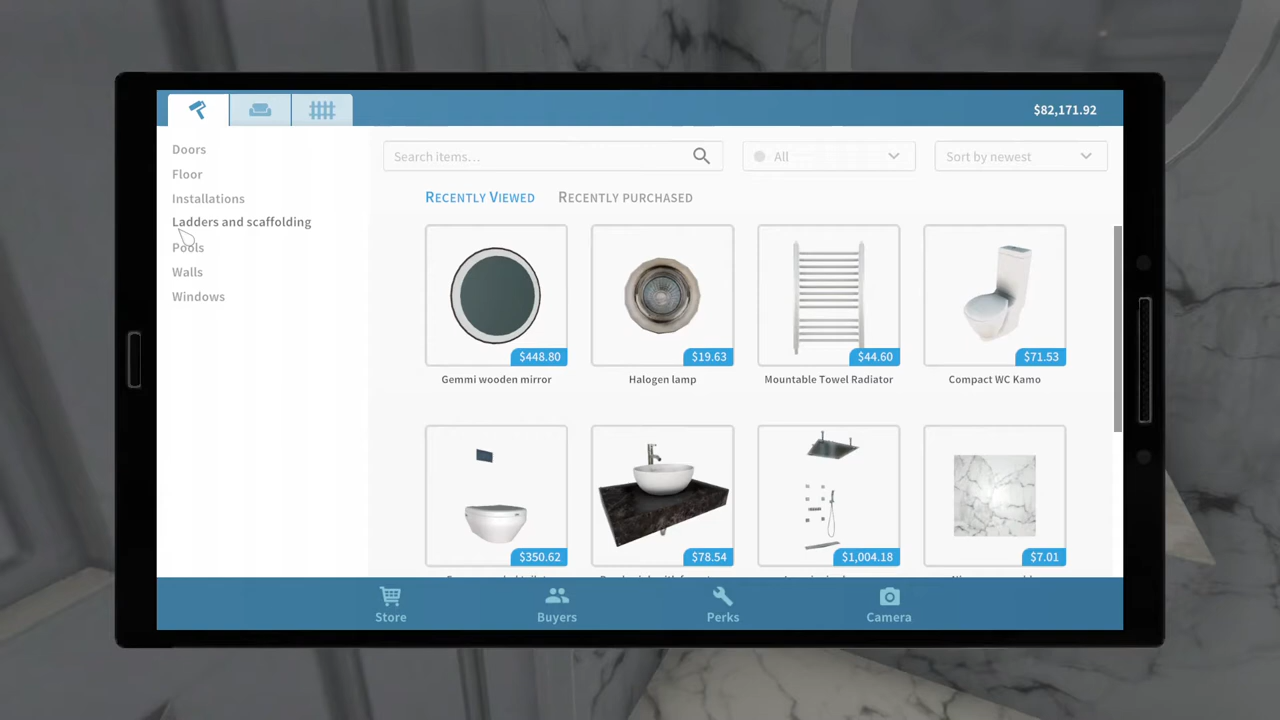 $82,171.92
Doors
Floor
Installations
Ladders and scaffolding
Pools
Walls
Windows
Search items...
All
Sort by newest
RECENTLY VIEWED
RECENTLY PURCHASED
$448.80
$19.63
$44.60
$71.53
Gemmi wooden mirror
Halogen lamp
Mountable Towel Radiator
Compact WC Kamo
$350.62
$78.54
$1,004.18
$7.01
Store
Buyers
Perks
Camera